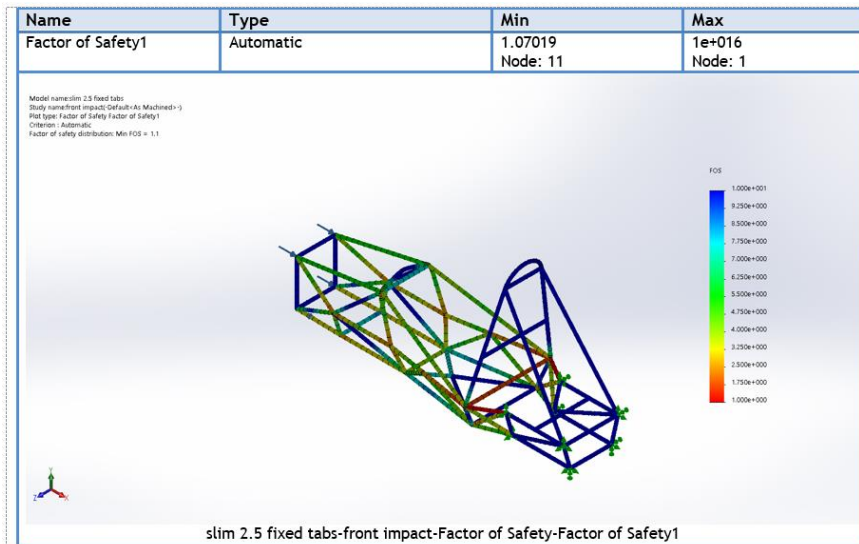 Name Type Min Max
Factor of Safety1 Automatic 1.07019 1e+016
Node: 11 Node: 1
Model name:slim 2.5 fixed tabs
Study name:front impact(-Default<As Machined>-)
Plot type: Factor of Safety Factor of Safety1
Criterion : Automatic
Factor of safety distribution: Min FOS = 1.1
FOS
1.000e+001
9.250e+000
8.500e+000
7.750e+000
7.000e+000
6.250e+000
5.500e+000
4.750e+000
4.000e+000
3.250e+000
2.500e+000
1.750e+000
1.000e+000
Y
Z X
slim 2.5 fixed tabs-front impact-Factor of Safety-Factor of Safety1